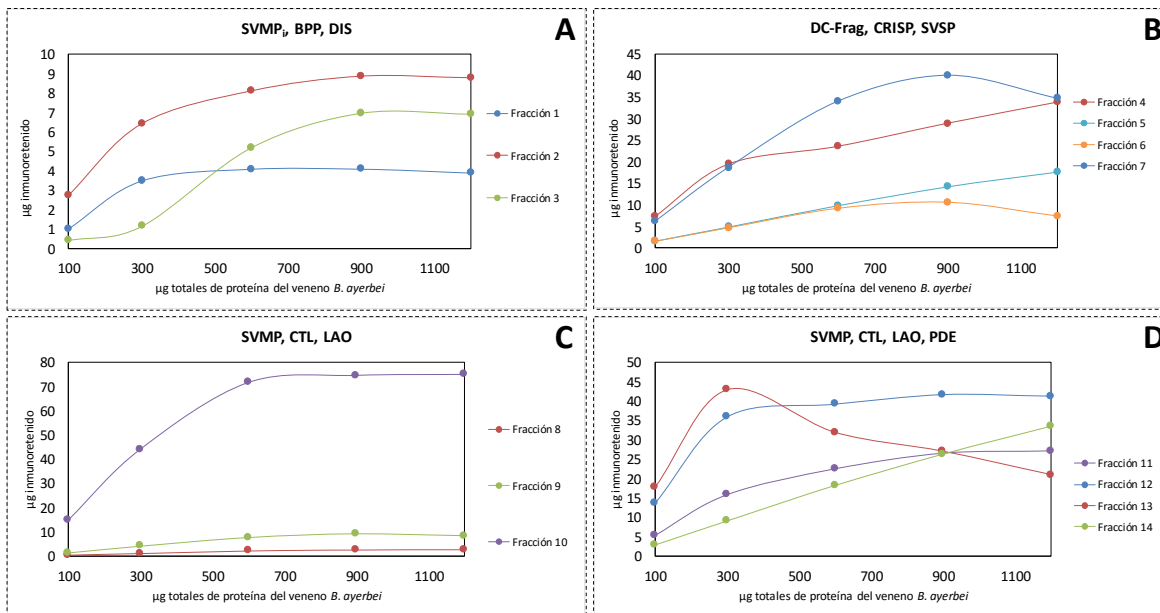 SVMPi, BPP, DIS
A
µg inmunoretenido
10
9
8
7
6
5
4
3
2
1
0
100 300 500 700 900 1100
µg totales de proteína del veneno B. ayerbei
Fracción 1
Fracción 2
Fracción 3
DC-Frag, CRISP, SVSP
B
µg inmunoretenido
45
40
35
30
25
20
15
10
5
0
100 300 500 700 900 1100
µg totales de proteína del veneno B. ayerbei
Fracción 4
Fracción 5
Fracción 6
Fracción 7
SVMP, CTL, LAO
C
µg inmunoretenido
80
70
60
50
40
30
20
10
0
100 300 500 700 900 1100
µg totales de proteína del veneno B. ayerbei
Fracción 8
Fracción 9
Fracción 10
SVMP, CTL, LAO, PDE
D
µg inmunoretenido
50
45
40
35
30
25
20
15
10
5
0
100 300 500 700 900 1100
µg totales de proteína del veneno B. ayerbei
Fracción 11
Fracción 12
Fracción 13
Fracción 14